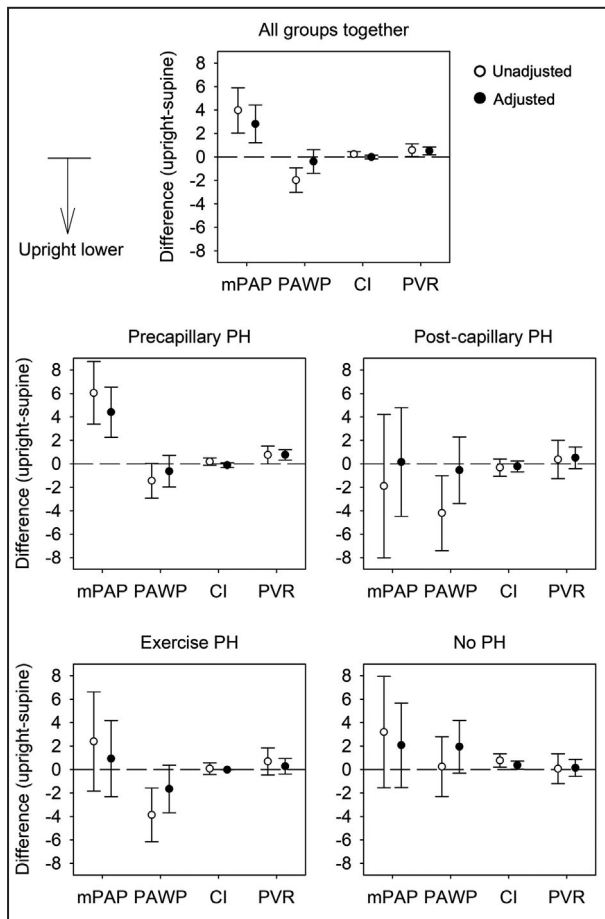 All groups together
Difference (upright-supine)
8
6
4
2
0
-2
-4
-6
-8
mPAP PAWP CI PVR
Unadjusted
Adjusted
Upright lower
Precapillary PH
Difference (upright-supine)
8
6
4
2
0
-2
-4
-6
-8
mPAP PAWP CI PVR
Post-capillary PH
8
6
4
2
0
-2
-4
-6
-8
mPAP PAWP CI PVR
Exercise PH
Difference (upright-supine)
8
6
4
2
0
-2
-4
-6
-8
mPAP PAWP CI PVR
No PH
8
6
4
2
0
-2
-4
-6
-8
mPAP PAWP CI PVR